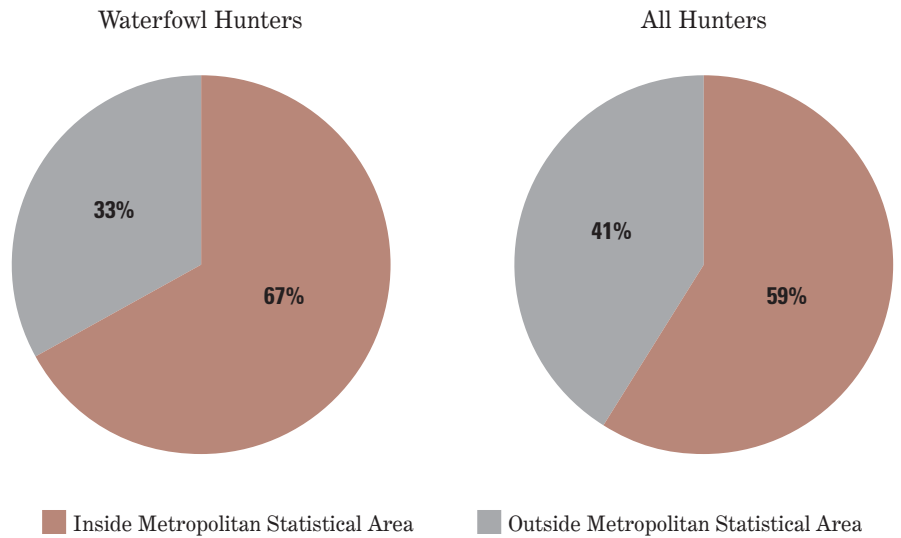 Waterfowl Hunters
33%
67%
All Hunters
41%
59%
Inside Metropolitan Statistical Area
Outside Metropolitan Statistical Area